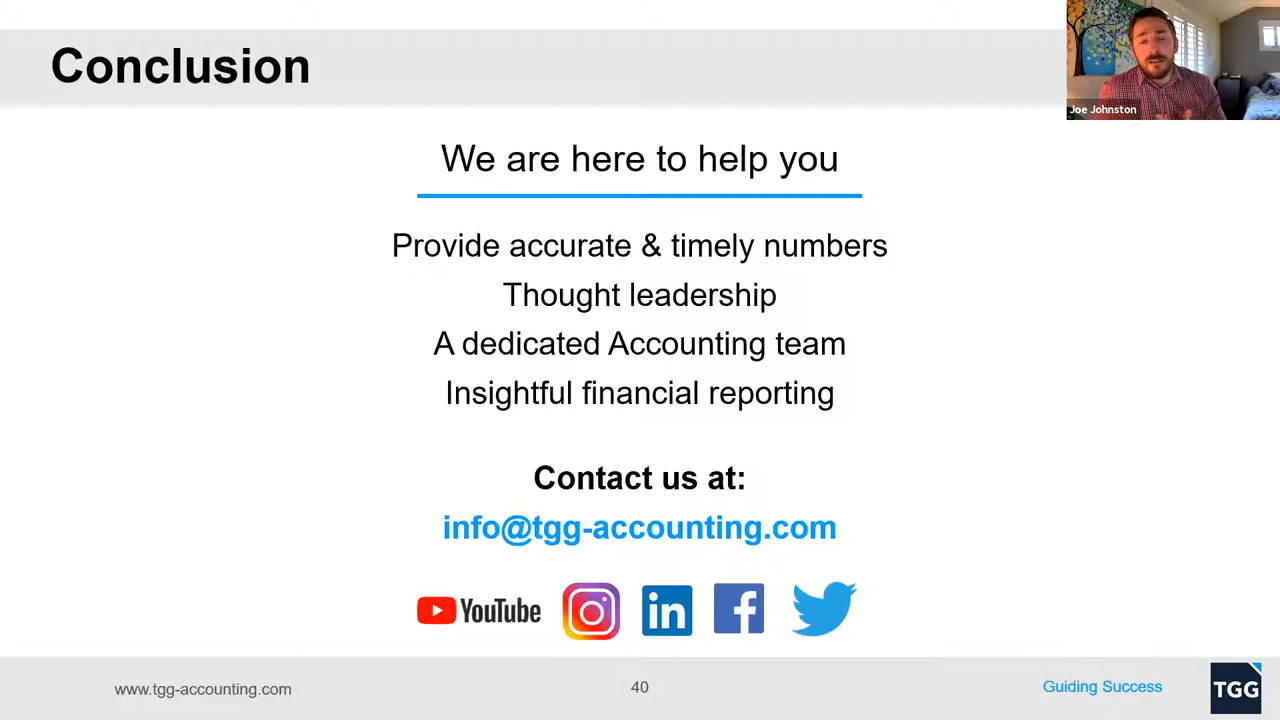 Conclusion
Joe Johnston
We are here to help you
Provide accurate & timely numbers
Thought leadership
A dedicated Accounting team
Insightful financial reporting
Contact us at:
info@tgg-accounting.com
YouTube
in
f
www.tgg-accounting.com
40
Guiding Success
TGG